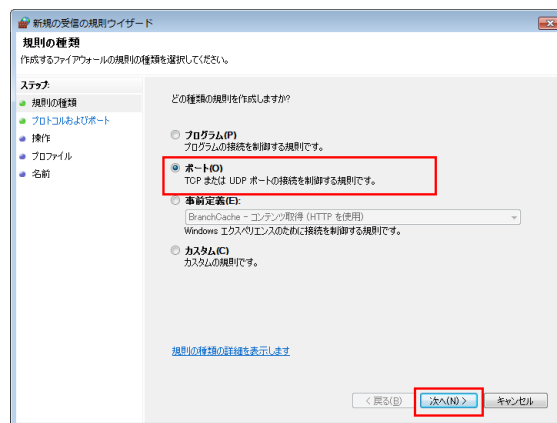 新規の受信の規則ウィザード
規則の種類
作成するファイアウォールの規則の種類を選択してください。
ステップ:
規則の種類
プロトコルおよびポート
操作
プロファイル
名前
どの種類の規則を作成しますか?
プログラム(P)
プログラムの接続を制御する規則です。
ポート(O)
TCP または UDP ポートの接続を制御する規則です。
事前定義(E):
BranchCache - コンテンツ取得 (HTTP を使用)
Windows エクスペリエンスのために接続を制御する規則です。
カスタム(C)
カスタムの規則です。
規則の種類の詳細を表示します
< 戻る(B)
次へ(N) >
キャンセル